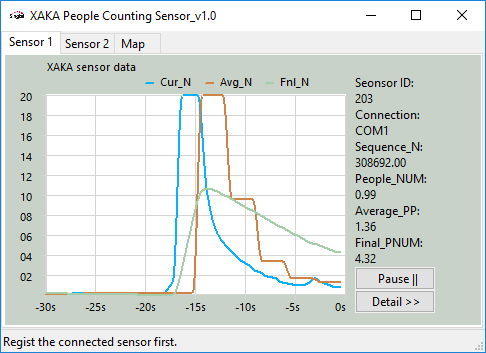 XAKA People Counting Sensor_v1.0
Sensor 1 Sensor 2 Map
XAKA sensor data
Cur_N Avg_N Fnl_N
20
18
16
14
12
10
08
06
04
02
-30s -25s -20s -15s -10s -5s 0s
Seonsor ID:
203
Connection:
COM1
Sequence_N:
308692.00
People_NUM:
0.99
Average_PP:
1.36
Final_PNUM:
4.32
Pause ||
Detail >>
Regist the connected sensor first.